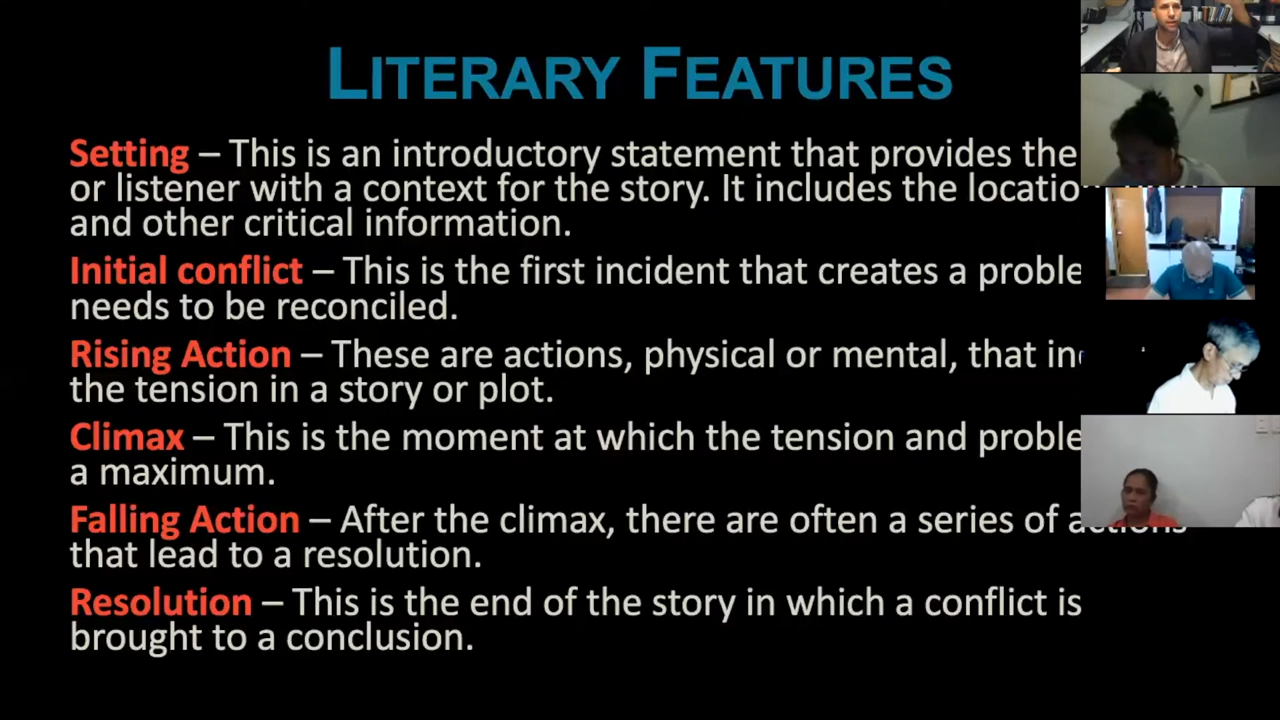 LITERARY FEATURES
Setting – This is an introductory statement that provides the
or listener with a context for the story. It includes the
and other critical information.
Initial conflict – This is the first incident that creates a
needs to be reconciled.
Rising Action – These are actions, physical or mental, that
the tension in a story or plot.
Climax – This is the moment at which the tension and
a maximum.
Falling Action – After the climax, there are often a series of actions
that lead to a resolution.
Resolution – This is the end of the story in which a conflict is
brought to a conclusion.